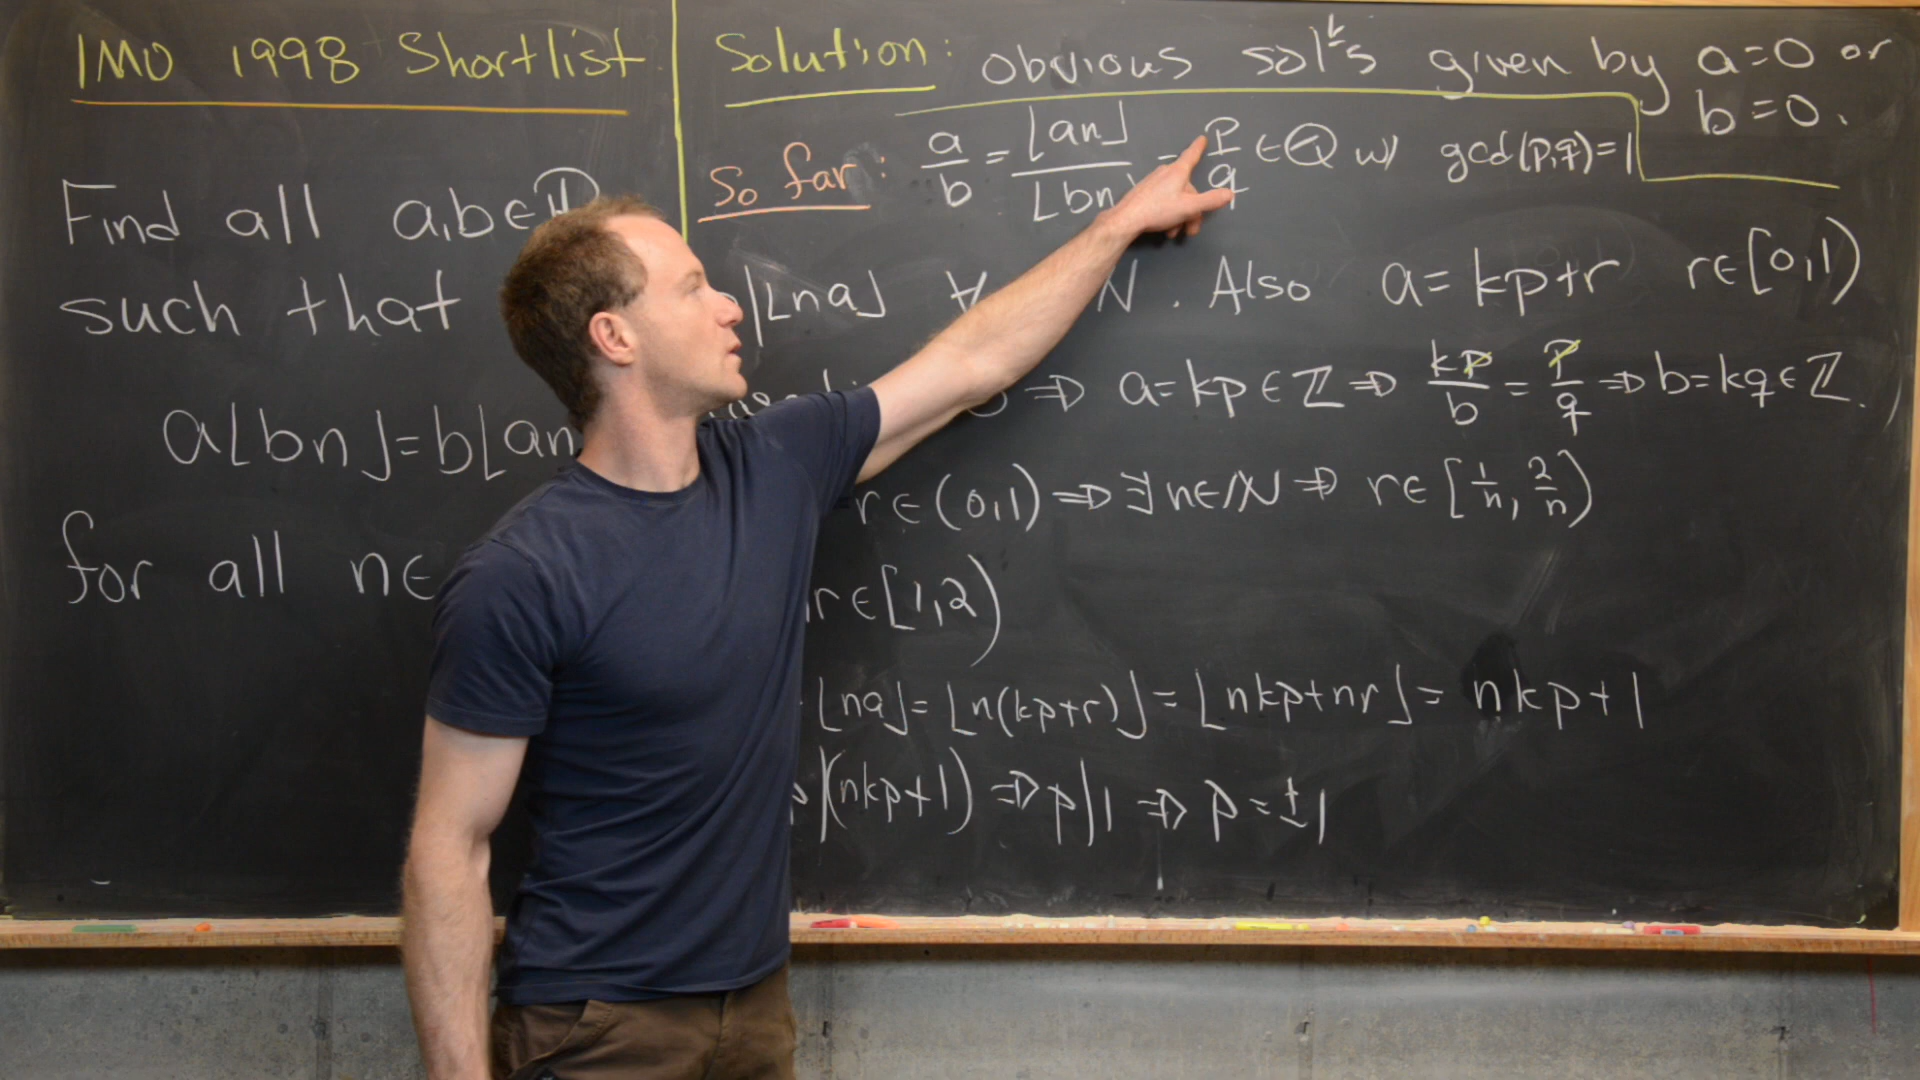 IMO 1998 Shortlist
Find all a,b∈ℝ
such that
a⌊bn⌋=b⌊an
for all n∈
Solution: obvious sol^t's given by a=0 or
b=0.
So far: a/b = ⌊an⌋/⌊bn⌋ = p/q ∈ ℚ w/ gcd(p,q)=1
|⌊na⌋ ∀ N. Also a=kp+r r∈[0,1)
0 ⇒ a=kp∈ℤ ⇒ kp/b = p/q ⇒ b=kq∈ℤ.
r∈(0,1) ⇒ ∃n∈ℕ ⇒ r∈[1/n, 2/n)
nr∈[1,2)
⌊na⌋=⌊n(kp+r)⌋=⌊nkp+nr⌋=nkp+1
p|(nkp+1) ⇒ p|1 ⇒ p=±1